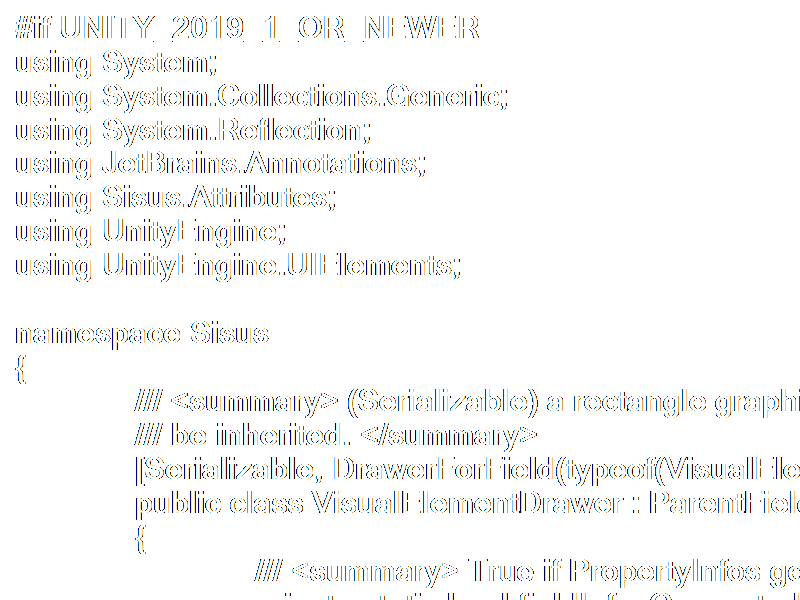 #if UNITY_2019_1_OR_NEWER
using System;
using System.Collections.Generic;
using System.Reflection;
using JetBrains.Annotations;
using Sisus.Attributes;
using UnityEngine;
using UnityEngine.UIElements;
namespace Sisus
{
/// <summary> (Serializable) a rectangle graphi
/// be inherited. </summary>
[Serializable, DrawerForField(typeof(VisualEle
public class VisualElementDrawer : ParentField
{
/// <summary> True if PropertyInfos ge